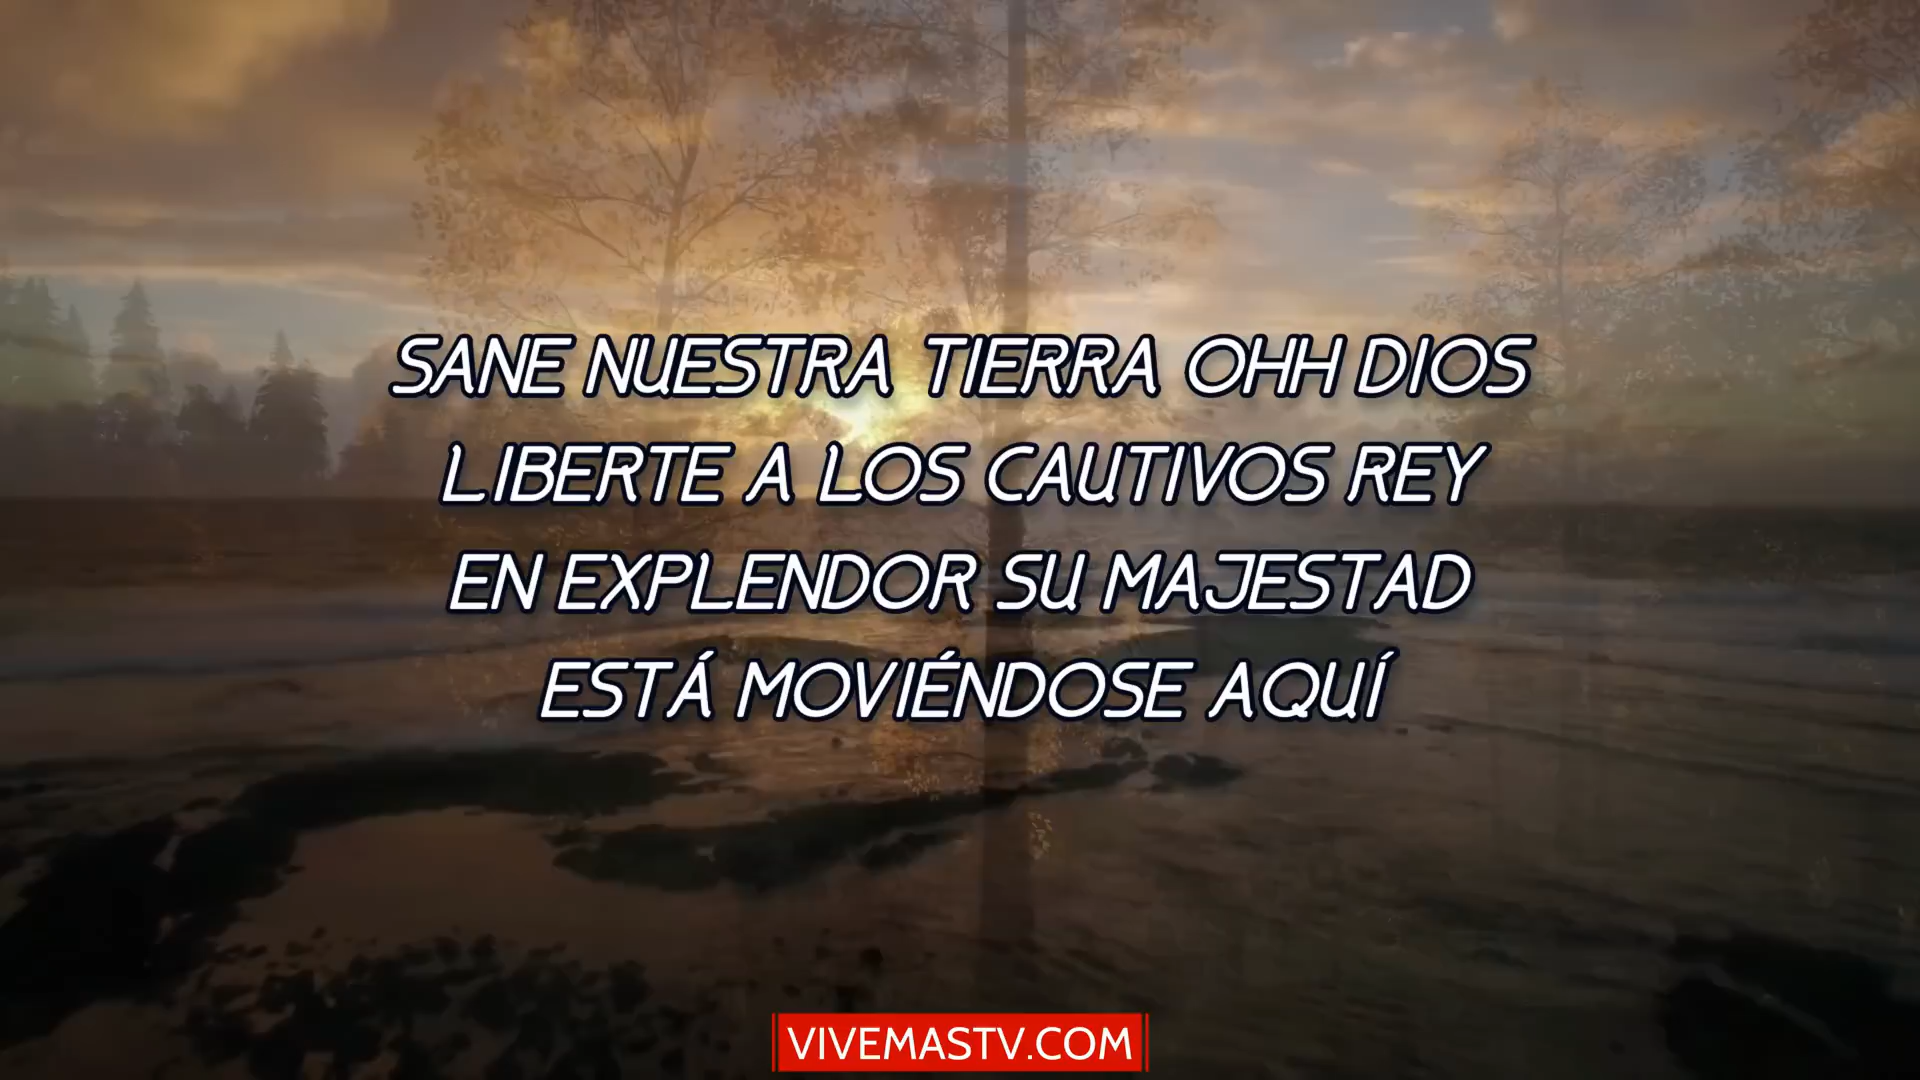 SANE NUESTRA TIERRA OHH DIOS
LIBERTE A LOS CAUTIVOS REY
EN EXPLENDOR SU MAJESTAD
ESTÁ MOVIÉNDOSE AQUÍ
VIVEMASTV.COM